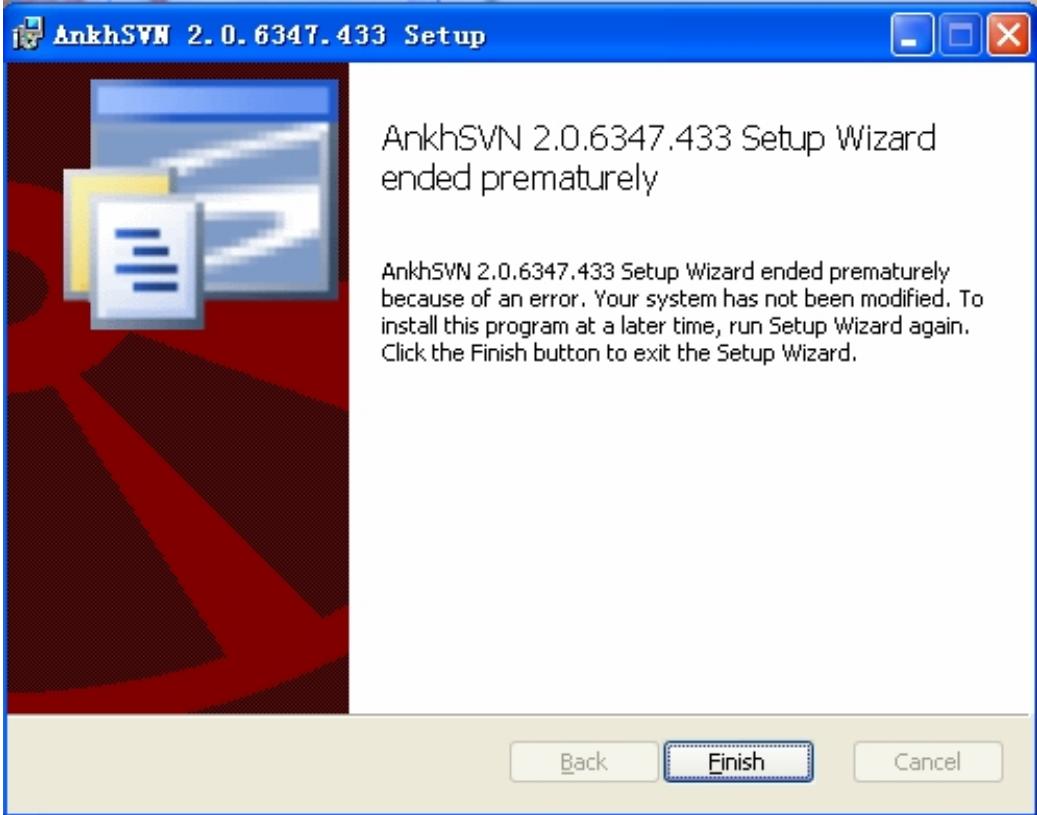 AnkhSVN 2.0.6347.433 Setup
AnkhSVN 2.0.6347.433 Setup Wizard
ended prematurely
AnkhSVN 2.0.6347.433 Setup Wizard ended prematurely
because of an error. Your system has not been modified. To
install this program at a later time, run Setup Wizard again.
Click the Finish button to exit the Setup Wizard.
Back Finish Cancel